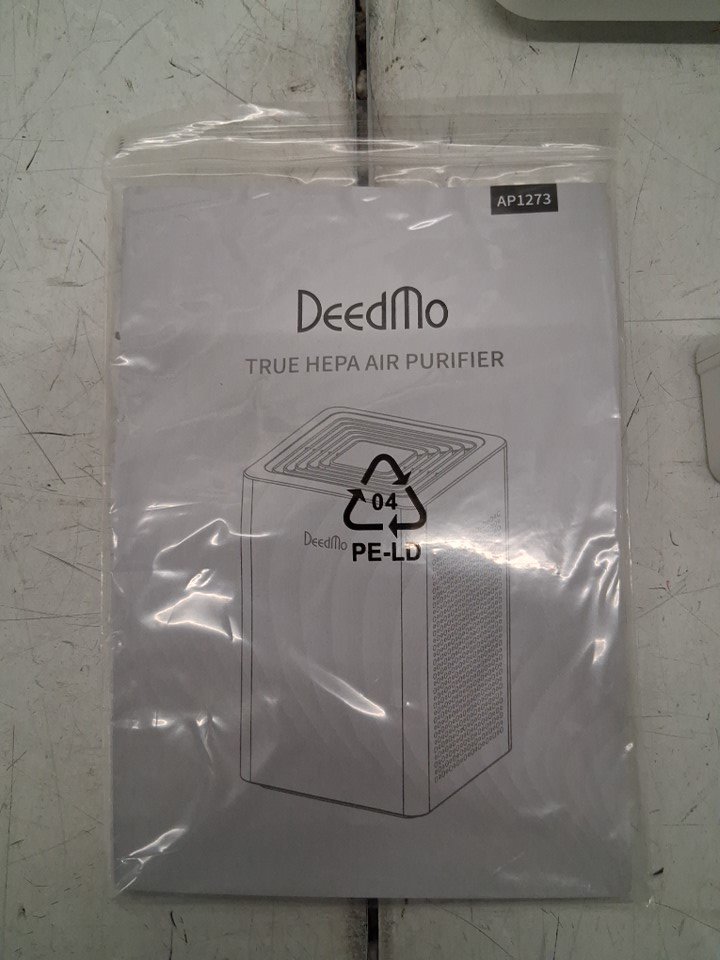 AP1273
DeedMo
TRUE HEPA AIR PURIFIER
04
DeedMo
PE-LD